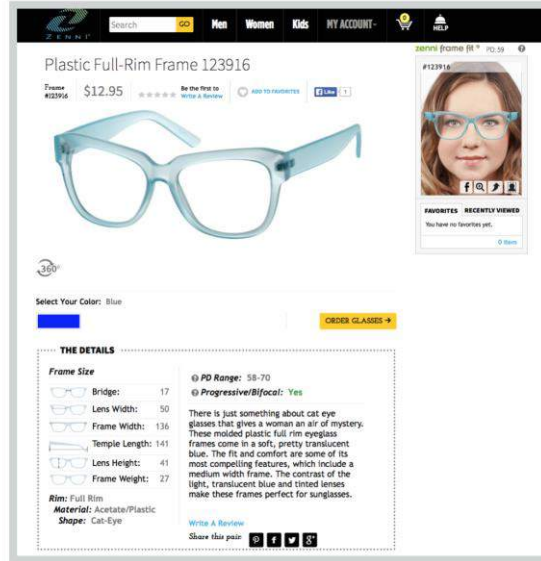 ZENNI
Search
GO
Men
Women
Kids
MY ACCOUNT
0
HELP
Plastic Full-Rim Frame 123916
Frame
#123916
$12.95
Be the first to
Write A Review
ADD TO FAVORITES
Like
1
zenni frame fit
PD: 59
?
#123916
FAVORITES
RECENTLY VIEWED
You have no favorites yet.
0 item
360°
Select Your Color: Blue
ORDER GLASSES →
THE DETAILS
Frame Size
Bridge: 17
Lens Width: 50
Frame Width: 136
Temple Length: 141
Lens Height: 41
Frame Weight: 27
Rim: Full Rim
Material: Acetate/Plastic
Shape: Cat-Eye
? PD Range: 58-70
? Progressive/Bifocal: Yes
There is just something about cat eye
glasses that gives a woman an air of mystery.
These molded plastic full rim eyeglass
frames come in a soft, pretty translucent
blue. The fit and comfort are some of its
most compelling features, which include a
medium width frame. The contrast of the
light, translucent blue and tinted lenses
make these frames perfect for sunglasses.
Write A Review
Share this pair: